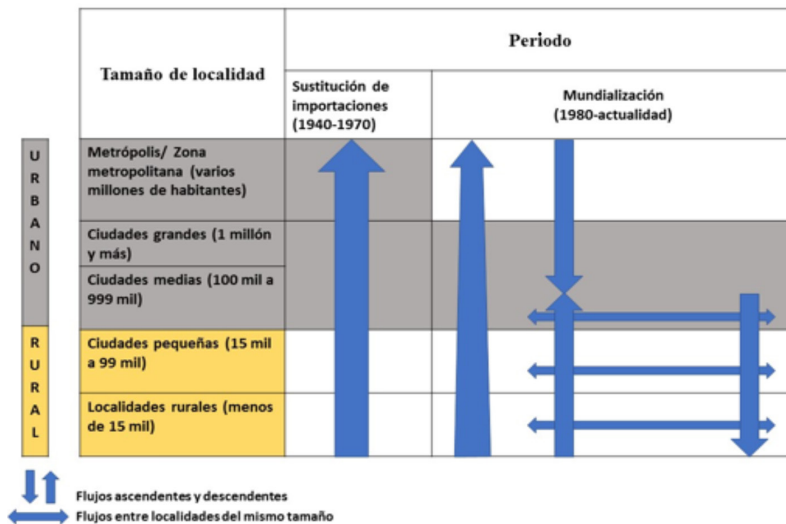 Periodo
Tamaño de localidad
Sustitución de
importaciones
(1940-1970)
Mundialización
(1980-actualidad)
URBANO
Metrópolis/ Zona
metropolitana (varios
millones de habitantes)
Ciudades grandes (1 millón
y más)
Ciudades medias (100 mil a
999 mil)
RURAL
Ciudades pequeñas (15 mil
a 99 mil)
Localidades rurales (menos
de 15 mil)
Flujos ascendentes y descendentes
Flujos entre localidades del mismo tamaño